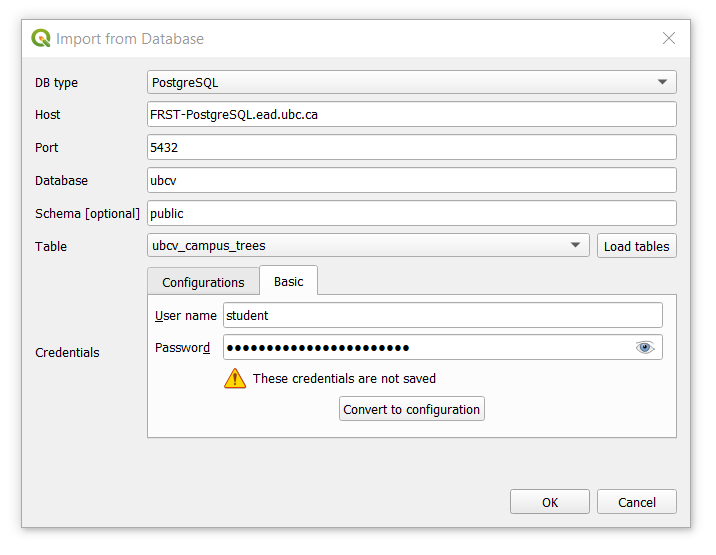 Import from Database
DB type PostgreSQL
Host FRST-PostgreSQL.ead.ubc.ca
Port 5432
Database ubcv
Schema [optional] public
Table ubcv_campus_trees Load tables
Configurations Basic
User name student
Password ●●●●●●●●●●●●●●●●●●●●●●●
Credentials
These credentials are not saved
Convert to configuration
OK Cancel